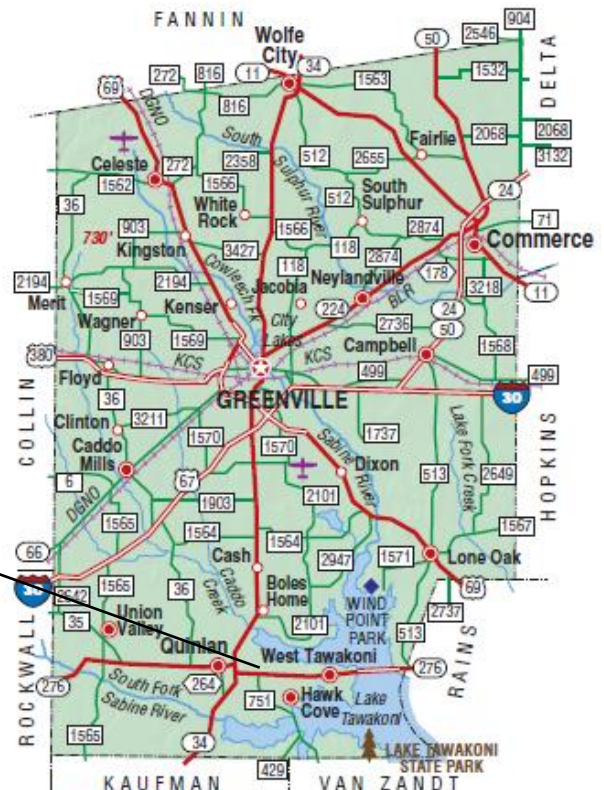 FANNIN
Wolfe
City
50
2546
904
DELTA
272
816
11
34
1563
1532
69
DGNO
816
South
Fairlie
2068
2068
3132
Celeste
272
2358
Sulphur River
512
2655
1562
1566
White
Rock
512
South
Sulphur
24
36
71
730'
903
Kingston
1566
2874
Commerce
3427
118
118
2874
Cowleech Fk.
2194
2194
Neylandville
178
BLR
3218
11
Merit
1569
Kenser
Jacobia
224
24
Wagner
City
Lakes
2736
50
903
1569
Campbell
1568
380
KCS
KCS
499
499
Floyd
GREENVILLE
30
COLLIN
36
Clinton
3211
Caddo
Mills
1570
1570
1737
Sabine
River
Lake Fork Creek
HOPKINS
6
67
Dixon
513
2649
DGNO
1903
2101
1565
1564
1564
1567
66
Cash
2947
1571
Lone Oak
30
2642
1565
36
Caddo
Creek
Boles
Home
WIND
POINT
PARK
69
35
Union
Valley
2101
2737
513
ROCKWALL
Quinlan
West Tawakoni
276
RAINS
276
South Fork
Sabine River
264
751
Hawk
Cove
Lake
Tawakoni
1565
34
LAKE TAWAKONI
STATE PARK
429
KAUFMAN
VAN ZANDT